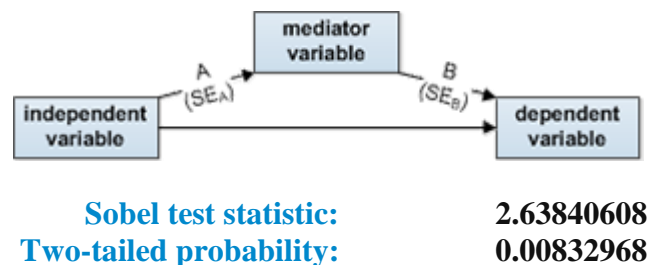 mediator
variable
A
(SEA)
B
(SEB)
independent
variable
dependent
variable
Sobel test statistic: 2.63840608
Two-tailed probability: 0.00832968